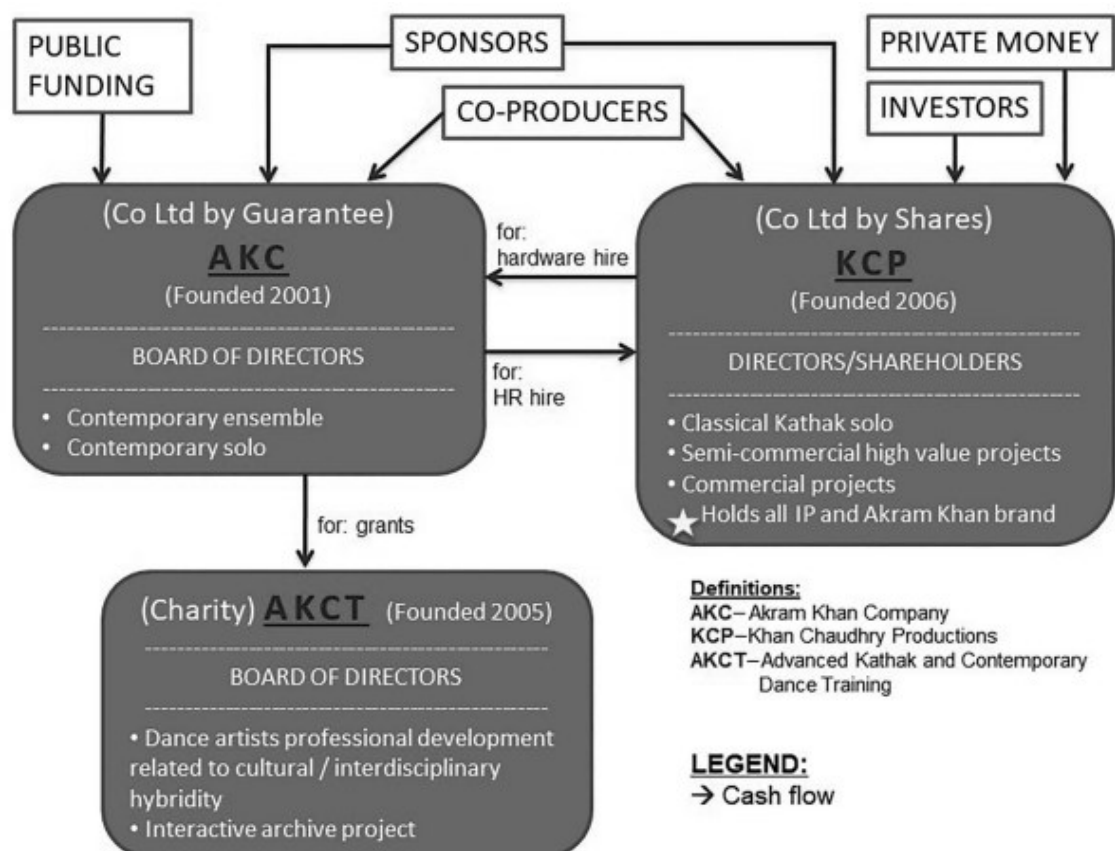 PUBLIC
FUNDING
SPONSORS
PRIVATE MONEY
CO-PRODUCERS
INVESTORS
(Co Ltd by Guarantee)
AKC
(Founded 2001)
BOARD OF DIRECTORS
• Contemporary ensemble
• Contemporary solo
for:
hardware hire
for:
HR hire
(Co Ltd by Shares)
KCP
(Founded 2006)
DIRECTORS/SHAREHOLDERS
• Classical Kathak solo
• Semi-commercial high value projects
• Commercial projects
Holds all IP and Akram Khan brand
for: grants
(Charity) AKCT (Founded 2005)
BOARD OF DIRECTORS
• Dance artists professional development
related to cultural / interdisciplinary
hybridity
• Interactive archive project
Definitions:
AKC–Akram Khan Company
KCP–Khan Chaudhry Productions
AKCT–Advanced Kathak and Contemporary
Dance Training
LEGEND:
→ Cash flow